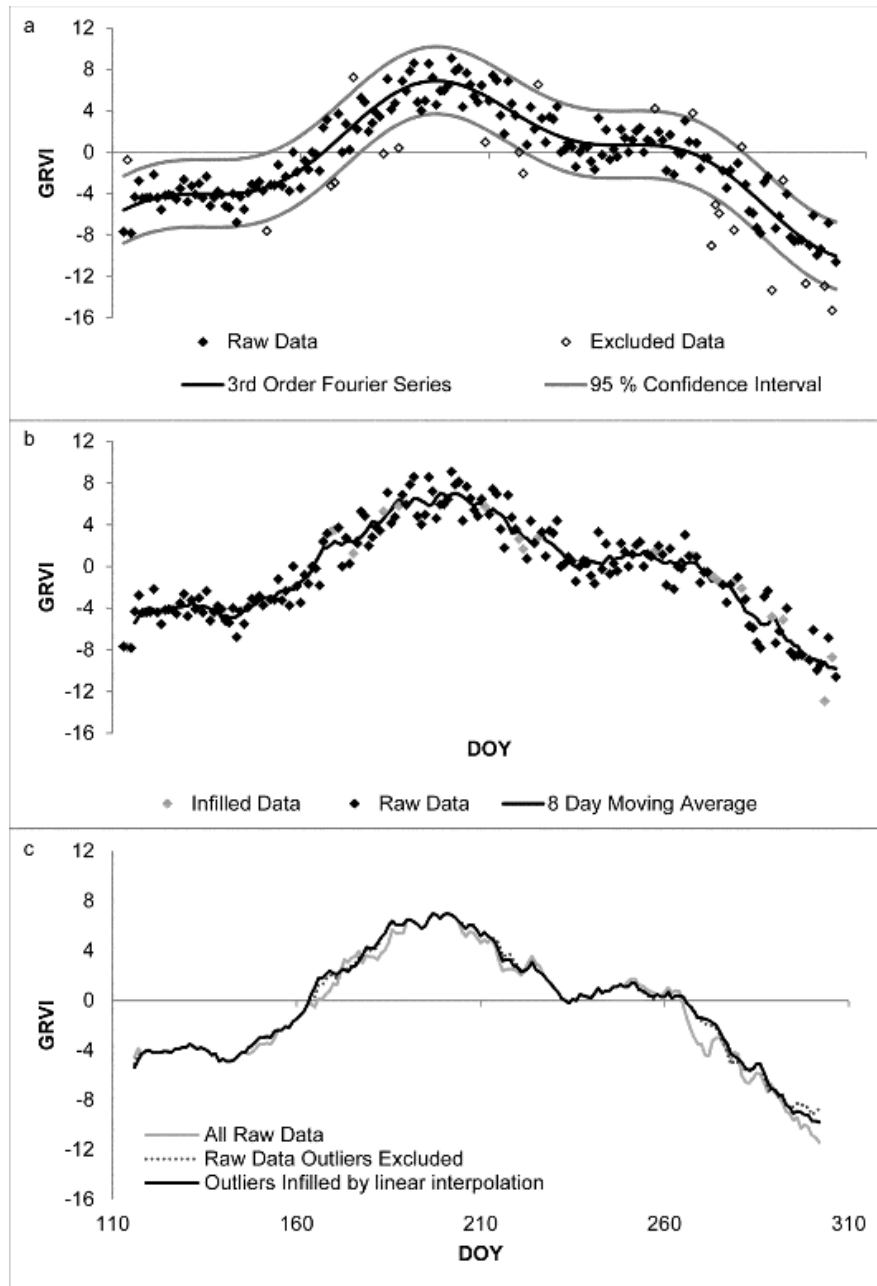 a
12
8
4
0
-4
-8
-12
-16
GRVI
Raw Data
Excluded Data
3rd Order Fourier Series
95 % Confidence Interval
b
12
8
4
0
-4
-8
-12
-16
GRVI
DOY
Infilled Data
Raw Data
8 Day Moving Average
c
12
8
4
0
-4
-8
-12
-16
GRVI
All Raw Data
Raw Data Outliers Excluded
Outliers Infilled by linear interpolation
110
160
210
260
310
DOY